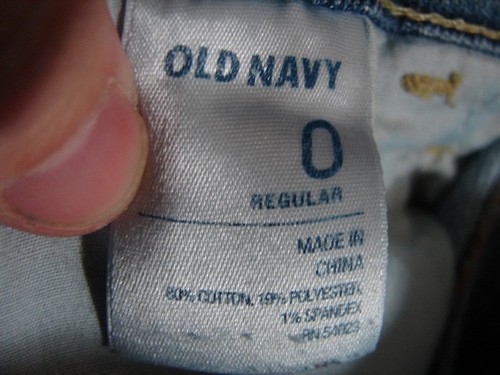 OLD NAVY
0
REGULAR
MADE IN
CHINA
80% COTTON, 19% POLYESTER,
1% SPANDEX
RN 54023